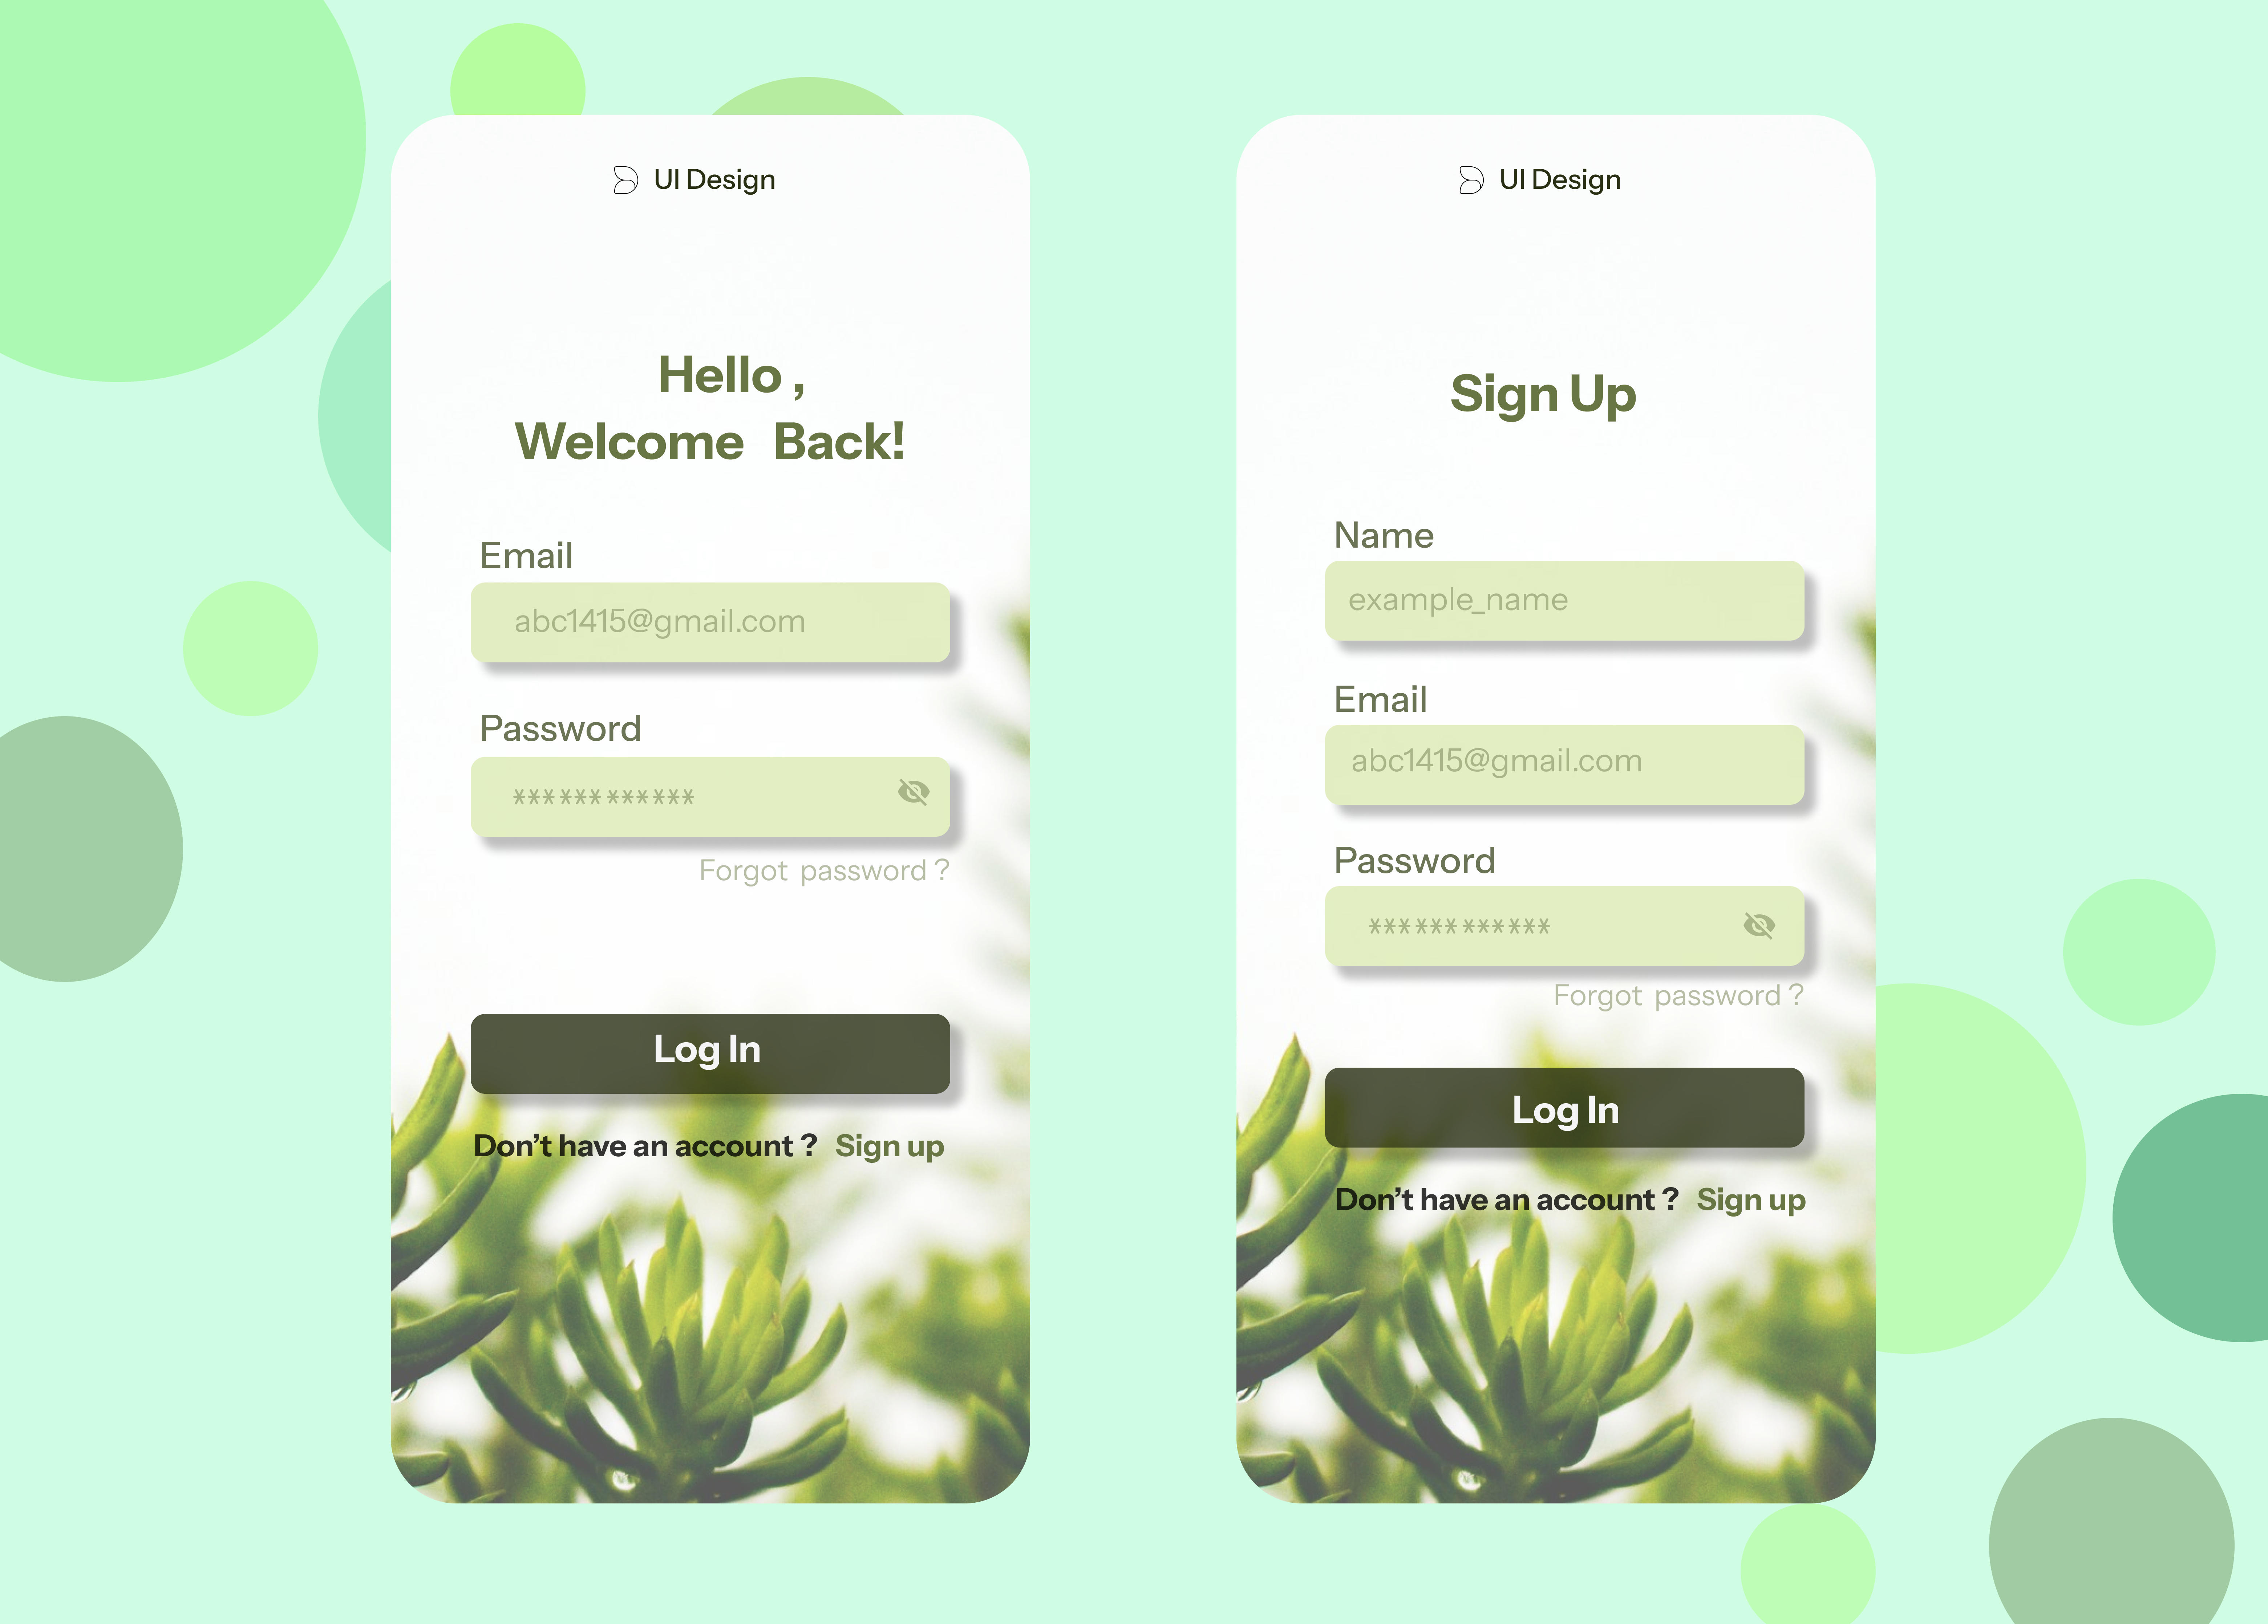 UI Design
Hello ,
Welcome Back!
Email
abc1415@gmail.com
Password
************
Forgot password ?
Log In
Don’t have an account ? Sign up
UI Design
Sign Up
Name
example_name
Email
abc1415@gmail.com
Password
************
Forgot password ?
Log In
Don’t have an account ? Sign up